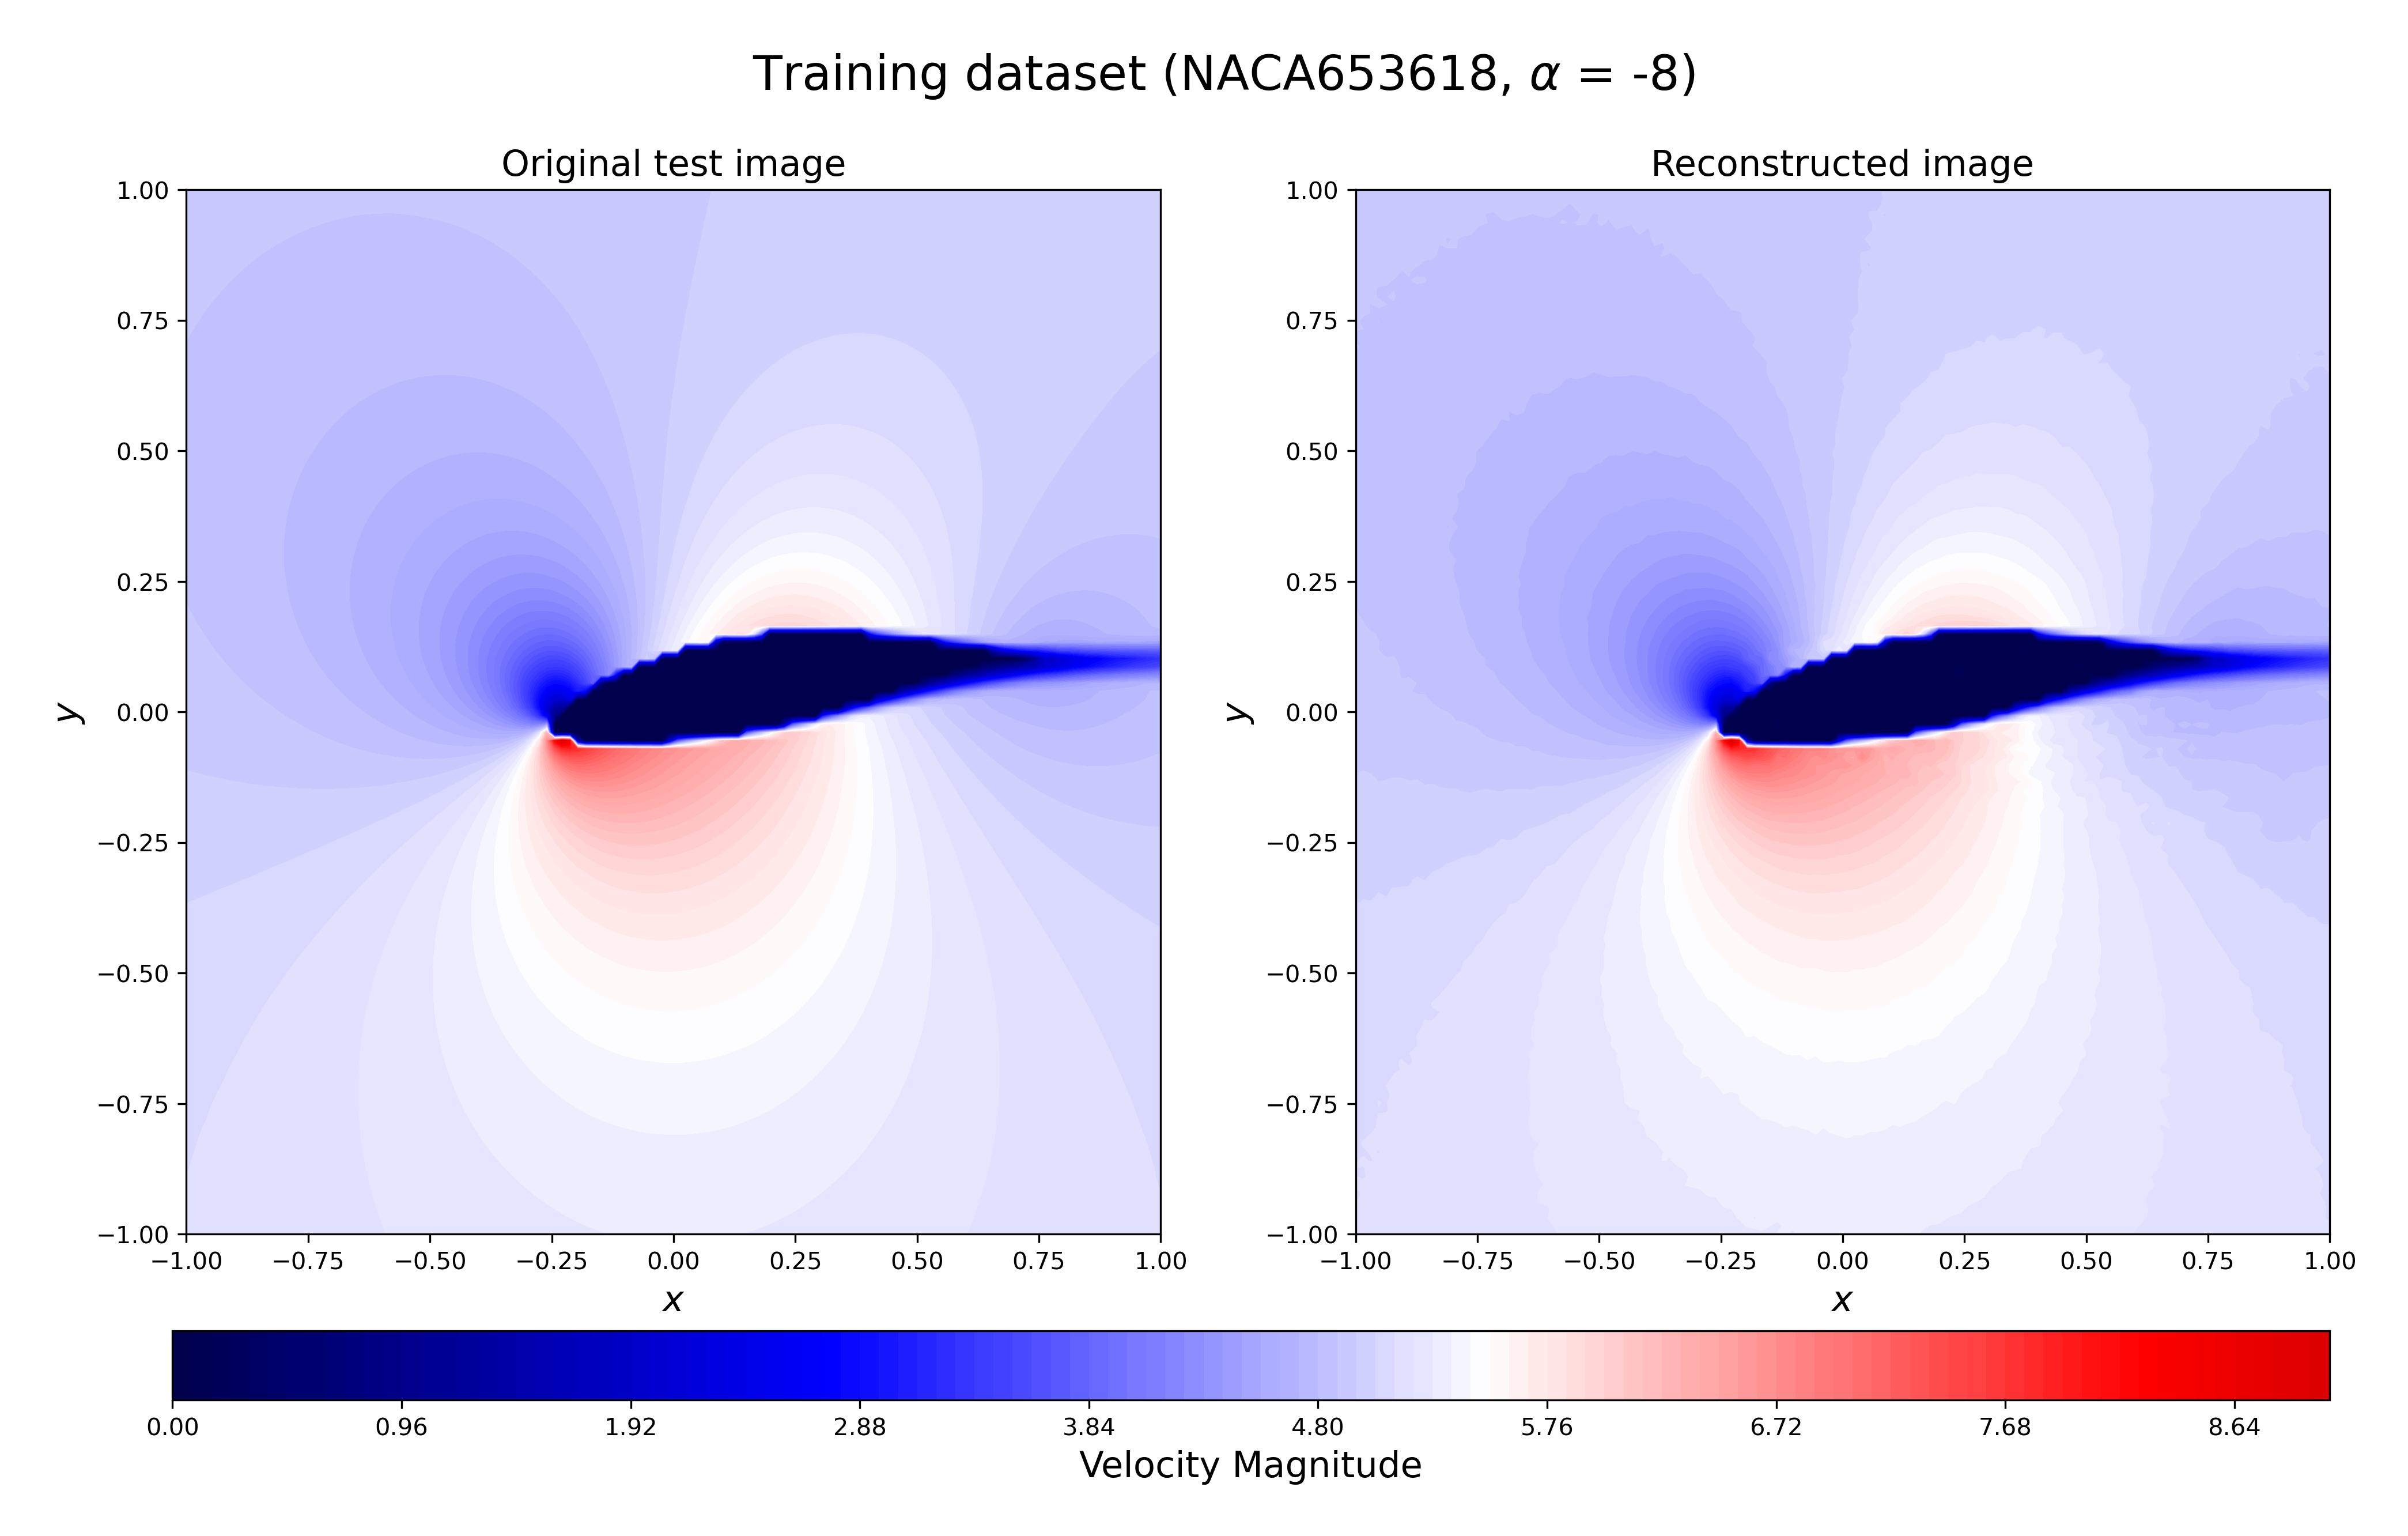 Training dataset (NACA653618, α = -8)
Original test image
1.00
0.75
0.50
0.25
0.00
−0.25
−0.50
−0.75
−1.00
y
−1.00 −0.75 −0.50 −0.25 0.00 0.25 0.50 0.75 1.00
x
Reconstructed image
1.00
0.75
0.50
0.25
0.00
−0.25
−0.50
−0.75
−1.00
y
−1.00 −0.75 −0.50 −0.25 0.00 0.25 0.50 0.75 1.00
x
0.00 0.96 1.92 2.88 3.84 4.80 5.76 6.72 7.68 8.64
Velocity Magnitude